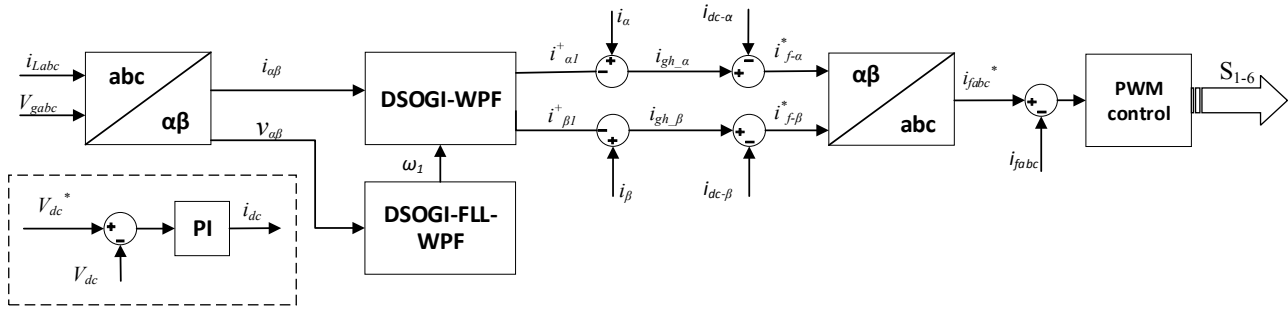 i_Labc
V_gabc
abc
αβ
i_αβ
v_αβ
DSOGI-WPF
ω_1
DSOGI-FLL-
WPF
i^+_α1
i^+_β1
i_α
i_β
i_gh_α
i_gh_β
i_dc-α
i_dc-β
i^*_f-α
i^*_f-β
αβ
abc
i_fabc^*
i_fabc
PWM
control
S_1-6
V_dc^*
V_dc
PI
i_dc